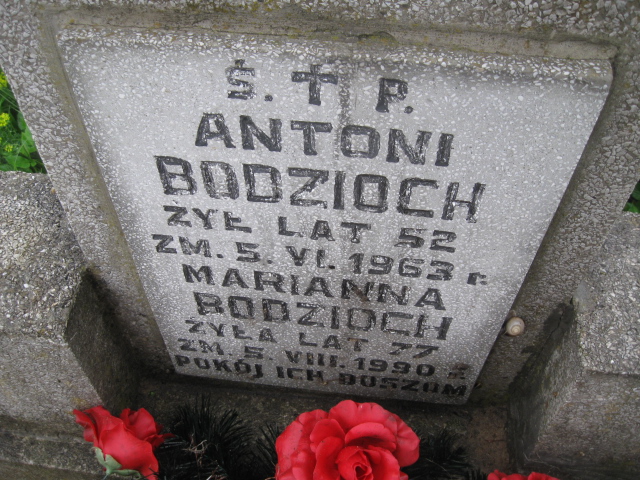 Ś. † P.
ANTONI
BODZIOCH
ŻYŁ LAT 52
ZM. 5. VI. 1963 r.
MARIANNA
BODZIOCH
ŻYŁA LAT 77
ZM. 5. VIII. 1990 r
POKÓJ ICH DUSZOM